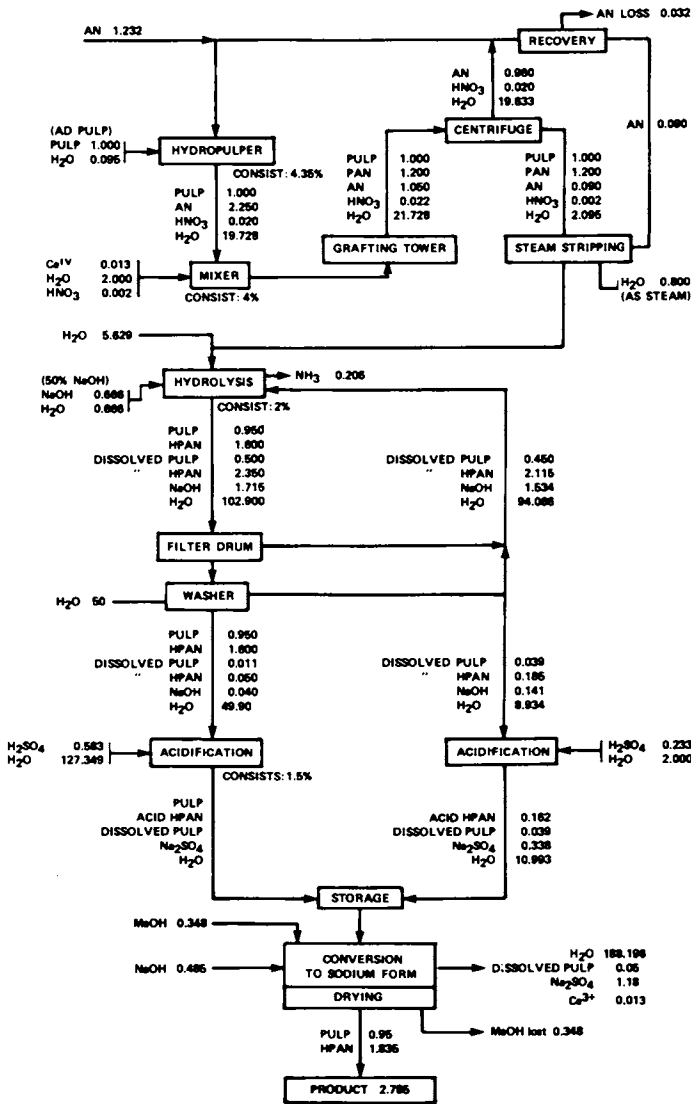 AN LOSS 0.032
AN 1.232
RECOVERY
AN 0.980
HNO3 0.020
H2O 19.633
AN 0.090
CENTRIFUGE
(AD PULP)
PULP 1.000
H2O 0.095
HYDROPULPER
CONSIST: 4.35%
PULP 1.000
AN 2.250
HNO3 0.020
H2O 19.728
PULP 1.000
PAN 1.200
AN 1.050
HNO3 0.022
H2O 21.728
PULP 1.000
PAN 1.200
AN 0.090
HNO3 0.002
H2O 2.095
GRAFTING TOWER
STEAM STRIPPING
CeIV 0.013
H2O 2.000
HNO3 0.002
MIXER
CONSIST: 4%
H2O 0.800
(AS STEAM)
H2O 5.629
(50% NaOH)
NaOH 0.666
H2O 0.666
HYDROLYSIS
NH3 0.205
CONSIST: 2%
PULP 0.950
HPAN 1.600
DISSOLVED PULP 0.500
" HPAN 2.350
NaOH 1.715
H2O 102.900
DISSOLVED PULP 0.450
" HPAN 2.115
NaOH 1.534
H2O 94.086
FILTER DRUM
WASHER
H2O 50
PULP 0.950
HPAN 1.600
DISSOLVED PULP 0.011
" HPAN 0.050
NaOH 0.040
H2O 49.90
DISSOLVED PULP 0.039
" HPAN 0.185
NaOH 0.141
H2O 8.934
H2SO4 0.583
H2O 127.349
ACIDIFICATION
CONSISTS: 1.5%
ACIDIFICATION
H2SO4 0.233
H2O 2.000
PULP
ACID HPAN
DISSOLVED PULP
Na2SO4
H2O
ACID HPAN 0.162
DISSOLVED PULP 0.039
Na2SO4 0.338
H2O 10.993
STORAGE
MeOH 0.348
NaOH 0.485
CONVERSION
TO SODIUM FORM
DRYING
H2O 188.196
DISSOLVED PULP 0.05
Na2SO4 1.18
Ce3+ 0.013
MeOH lost 0.348
PULP 0.95
HPAN 1.835
PRODUCT 2.785